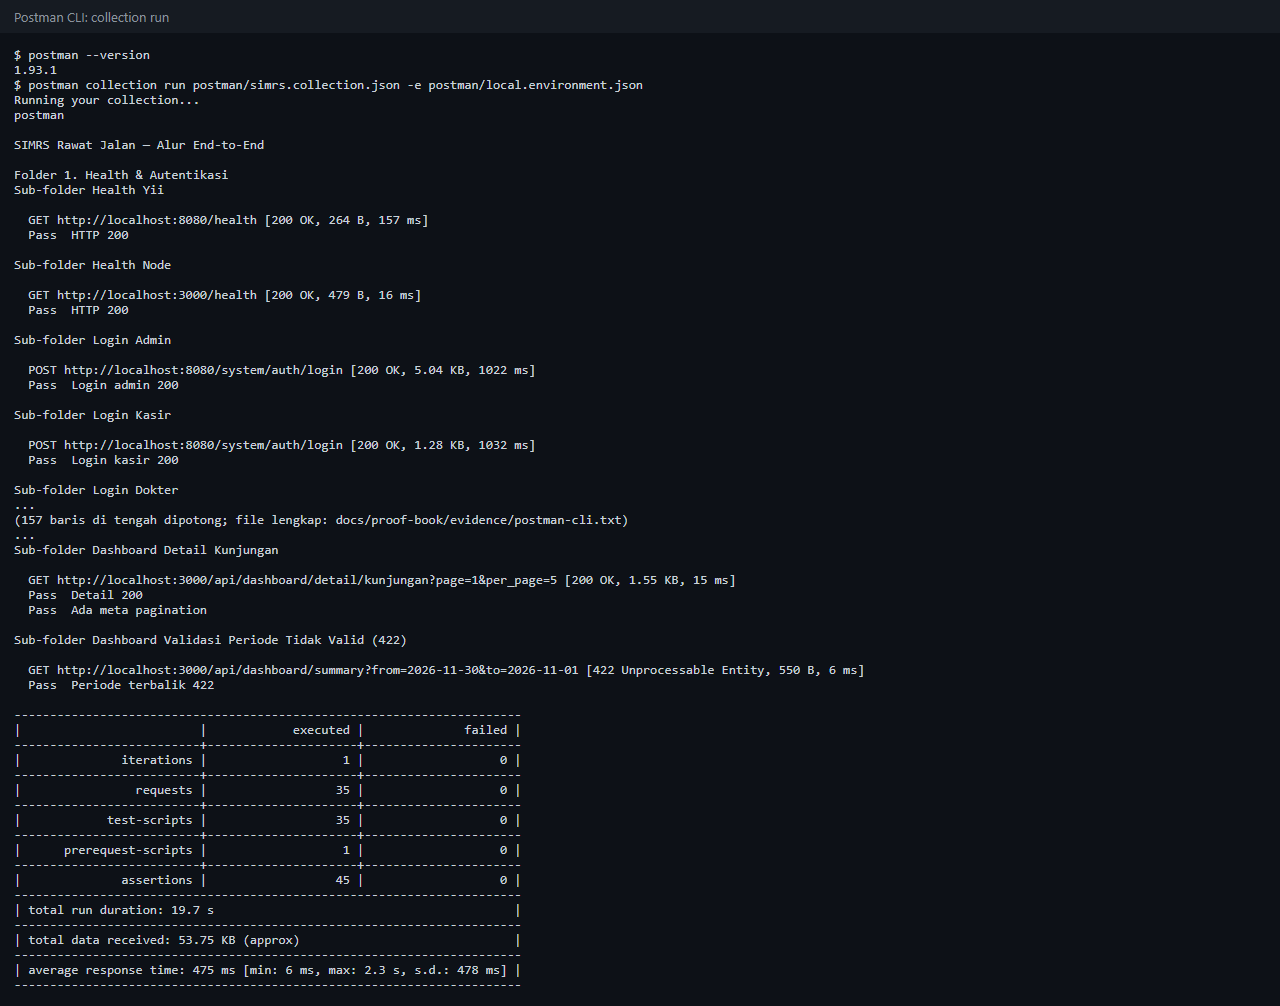 Postman CLI: collection run
$ postman --version
1.93.1
$ postman collection run postman/simrs.collection.json -e postman/local.environment.json
Running your collection...
postman
SIMRS Rawat Jalan — Alur End-to-End
Folder 1. Health & Autentikasi
Sub-folder Health Yii
GET http://localhost:8080/health [200 OK, 264 B, 157 ms]
Pass  HTTP 200
Sub-folder Health Node
GET http://localhost:3000/health [200 OK, 479 B, 16 ms]
Pass  HTTP 200
Sub-folder Login Admin
POST http://localhost:8080/system/auth/login [200 OK, 5.04 KB, 1022 ms]
Pass  Login admin 200
Sub-folder Login Kasir
POST http://localhost:8080/system/auth/login [200 OK, 1.28 KB, 1032 ms]
Pass  Login kasir 200
Sub-folder Login Dokter
...
(157 baris di tengah dipotong; file lengkap: docs/proof-book/evidence/postman-cli.txt)
...
Sub-folder Dashboard Detail Kunjungan
GET http://localhost:3000/api/dashboard/detail/kunjungan?page=1&per_page=5 [200 OK, 1.55 KB, 15 ms]
Pass  Detail 200
Pass  Ada meta pagination
Sub-folder Dashboard Validasi Periode Tidak Valid (422)
GET http://localhost:3000/api/dashboard/summary?from=2026-11-30&to=2026-11-01 [422 Unprocessable Entity, 550 B, 6 ms]
Pass  Periode terbalik 422
| | executed | failed |
| iterations | 1 | 0 |
| requests | 35 | 0 |
| test-scripts | 35 | 0 |
| prerequest-scripts | 1 | 0 |
| assertions | 45 | 0 |
| total run duration: 19.7 s |
| total data received: 53.75 KB (approx) |
| average response time: 475 ms [min: 6 ms, max: 2.3 s, s.d.: 478 ms] |